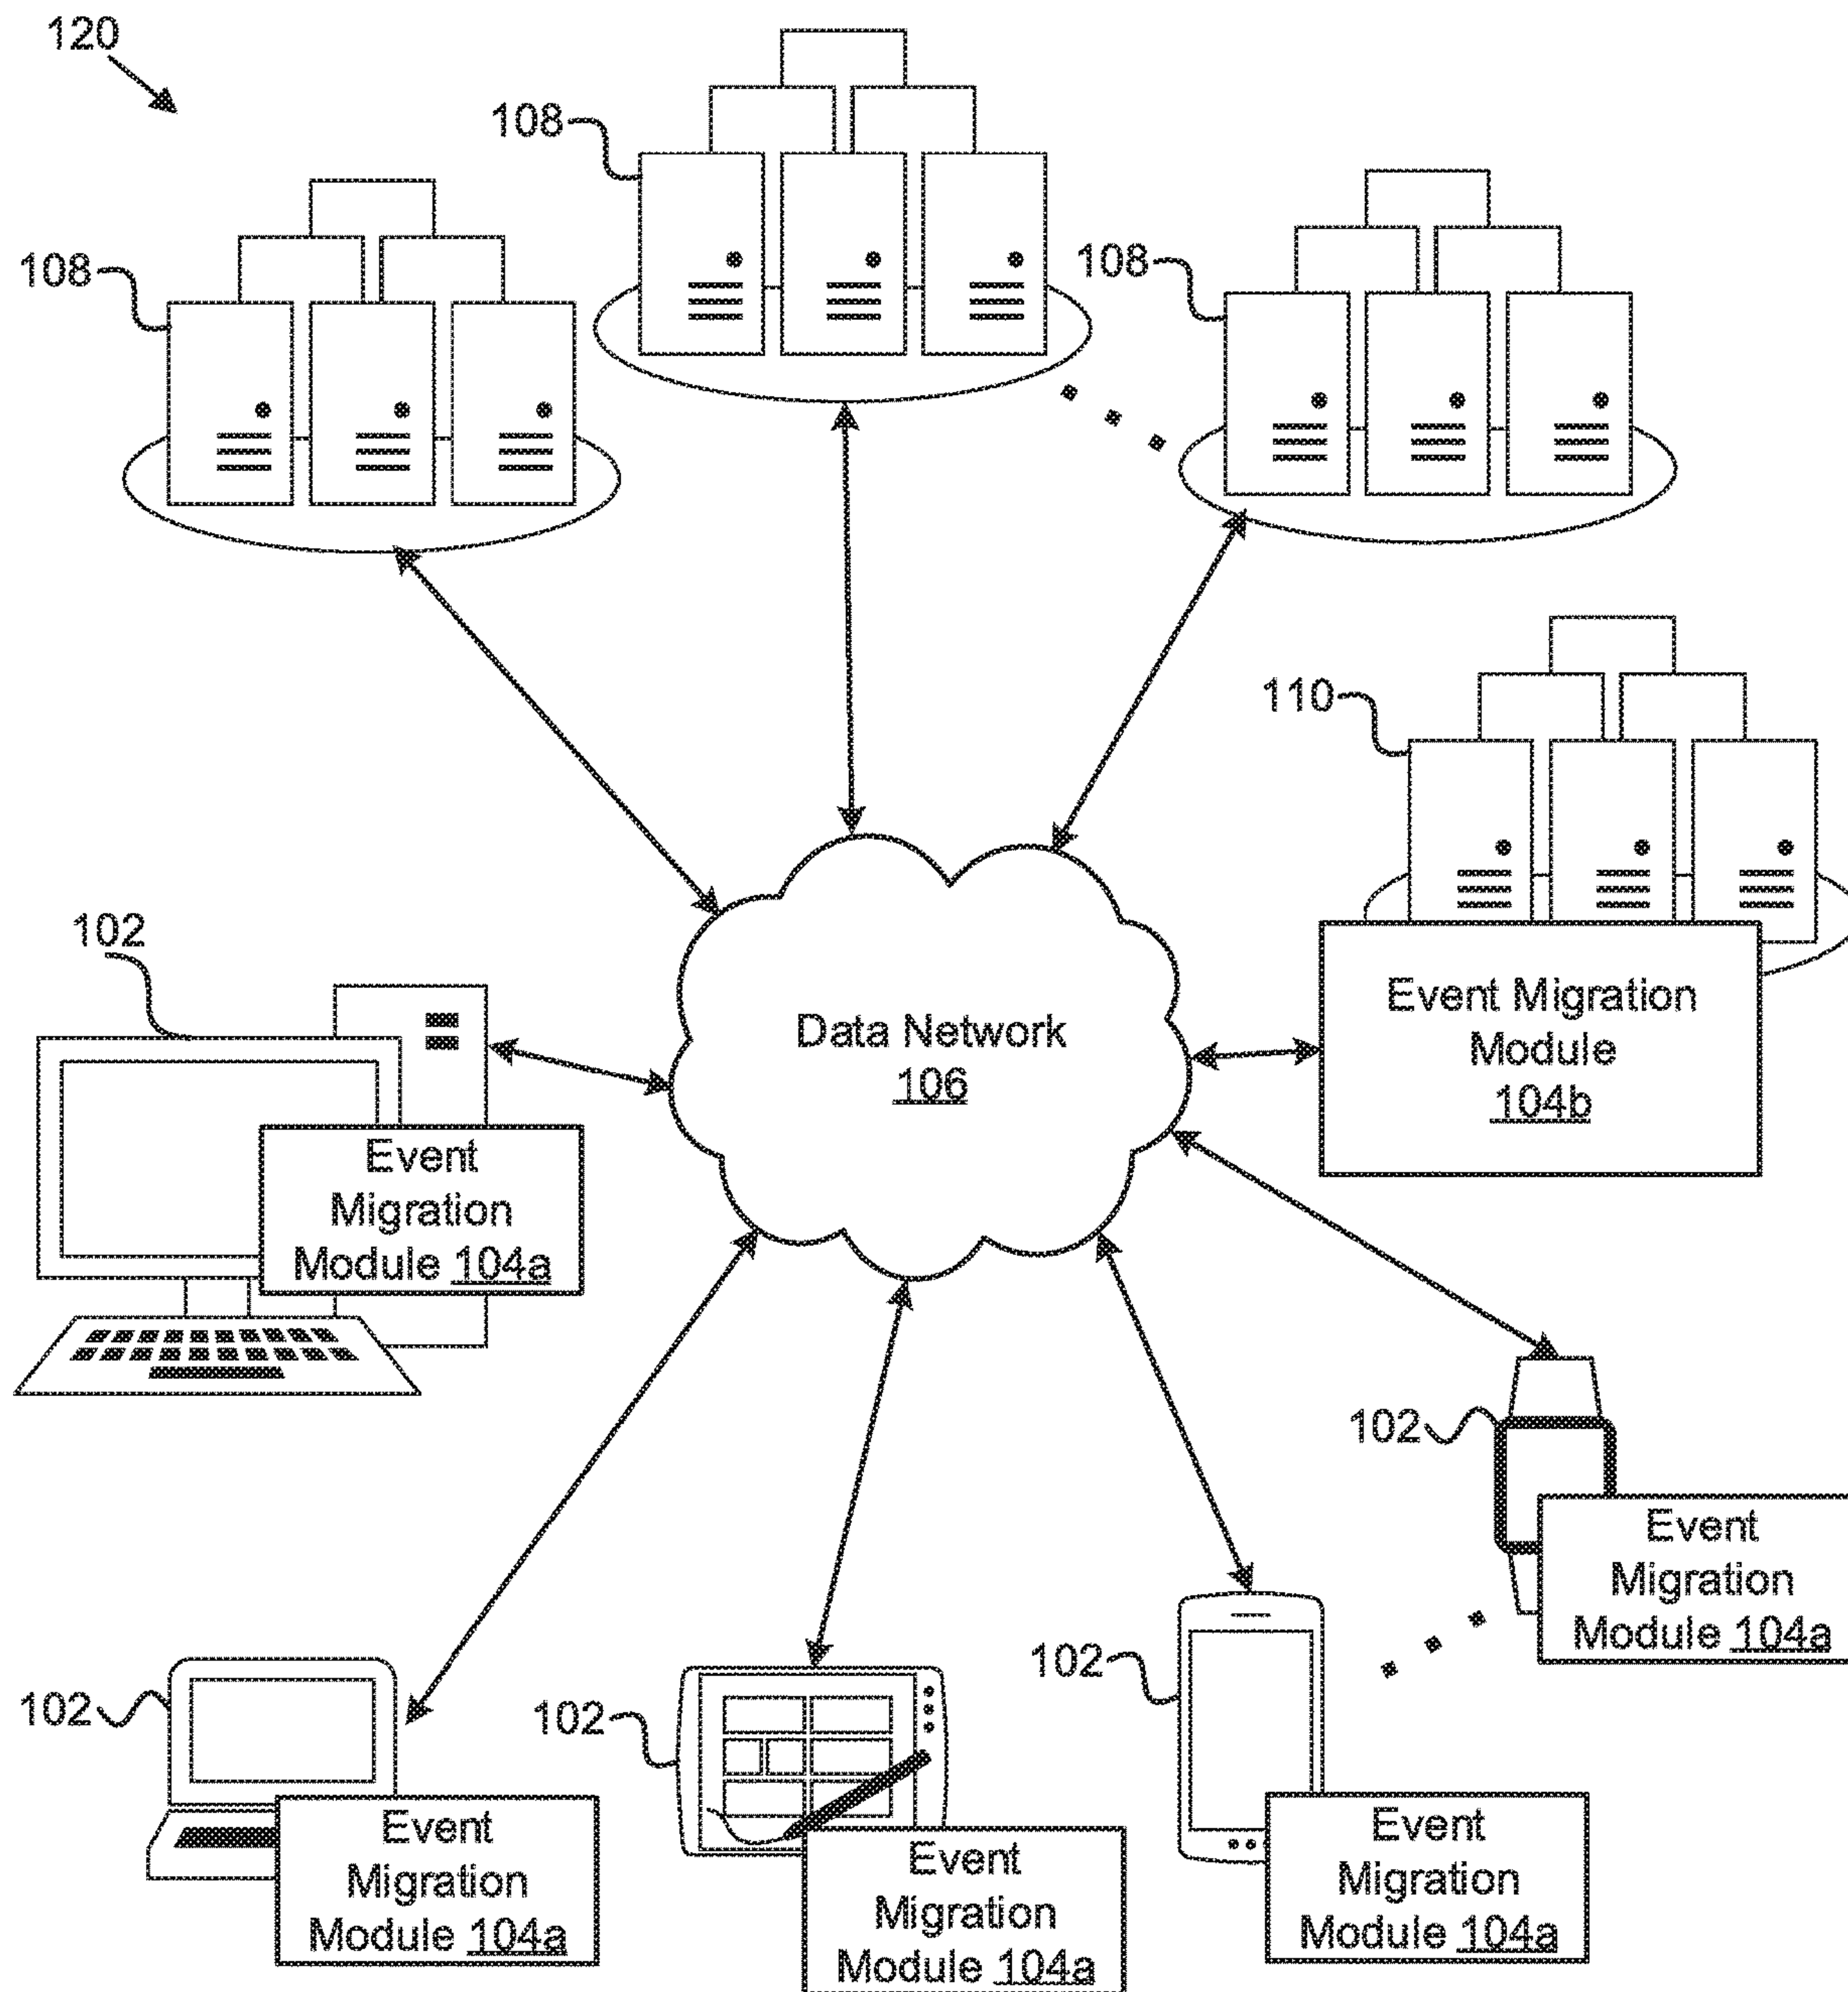 120
108
108
108
110
102
Data Network
106
Event Migration
Module
104b
Event
Migration
Module 104a
102
Event
Migration
Module 104a
102
Event
Migration
Module 104a
102
Event
Migration
Module 104a
102
Event
Migration
Module 104a